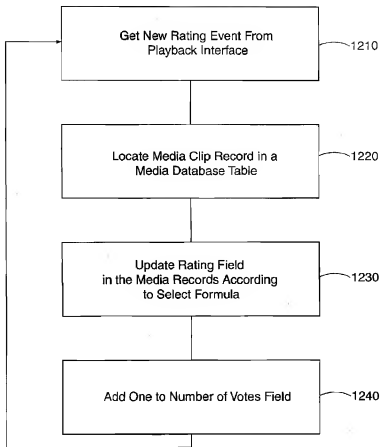 Get New Rating Event From
Playback Interface
1210
Locate Media Clip Record in a
Media Database Table
1220
Update Rating Field
in the Media Records According
to Select Formula
1230
Add One to Number of Votes Field
1240